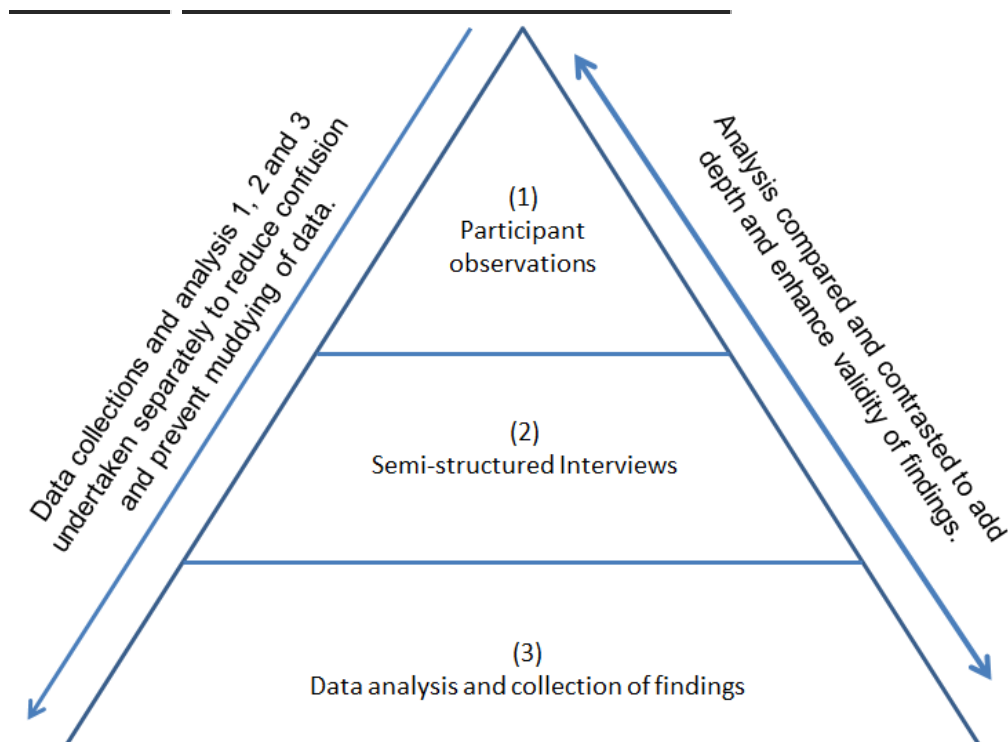 Data collections and analysis 1, 2 and 3
undertaken separately to reduce confusion
and prevent muddying of data.
(1)
Participant
observations
(2)
Semi-structured Interviews
(3)
Data analysis and collection of findings
Analysis compared and contrasted to add
depth and enhance validity of findings.